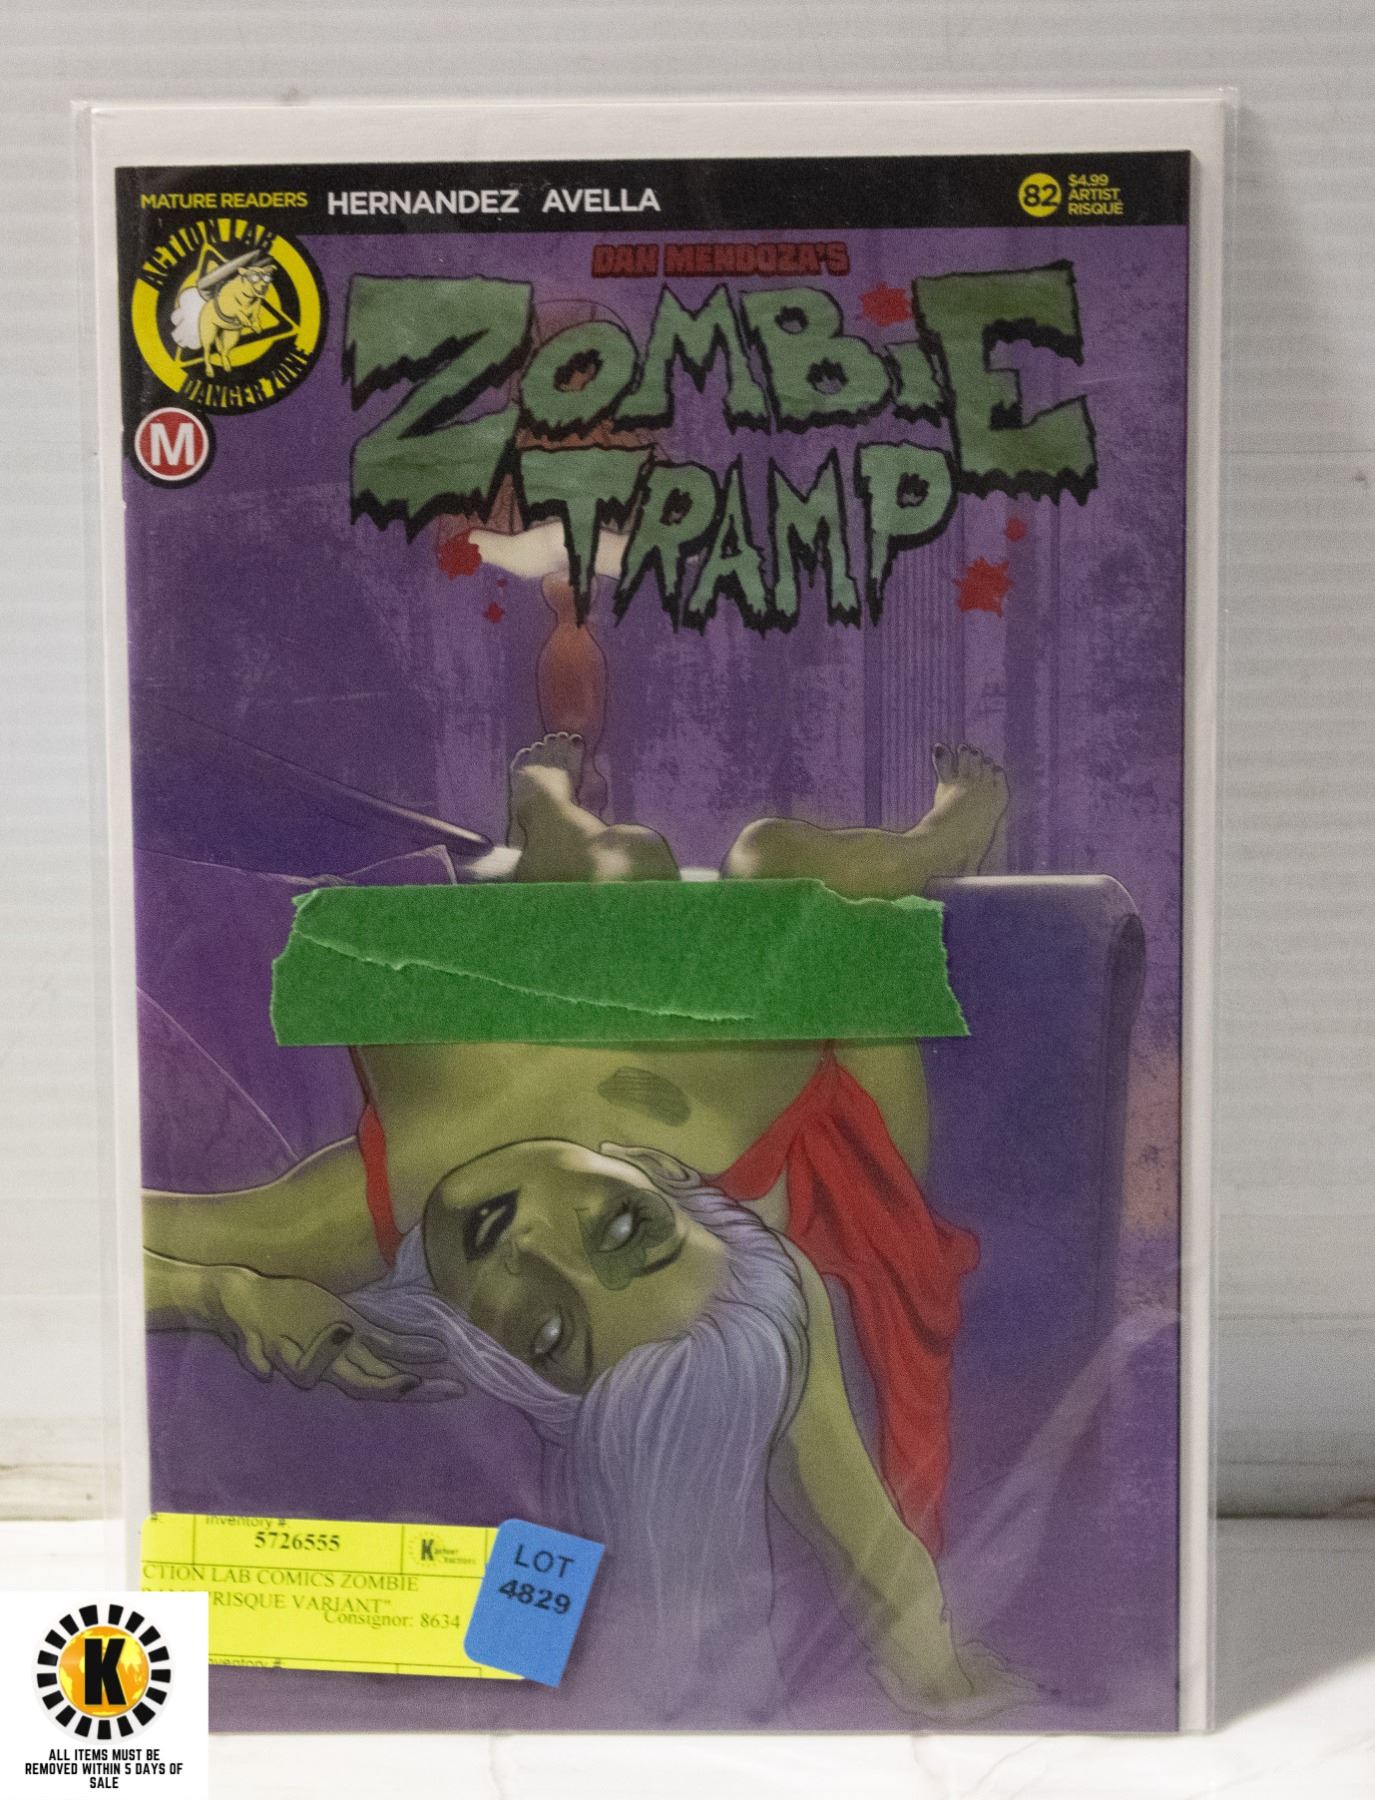 MATURE READERS HERNANDEZ AVELLA 82 $4.99
ARTIST
RISQUÉ
ACTION LAB
DANGER ZONE
M
DAN MENDOZA'S
ZOMBIE
TRAMP
Inventory #:
5726555
K
CTION LAB COMICS ZOMBIE
"RISQUE VARIANT"
Consignor: 8634
LOT
4829
K
ALL ITEMS MUST BE
REMOVED WITHIN 5 DAYS OF
SALE